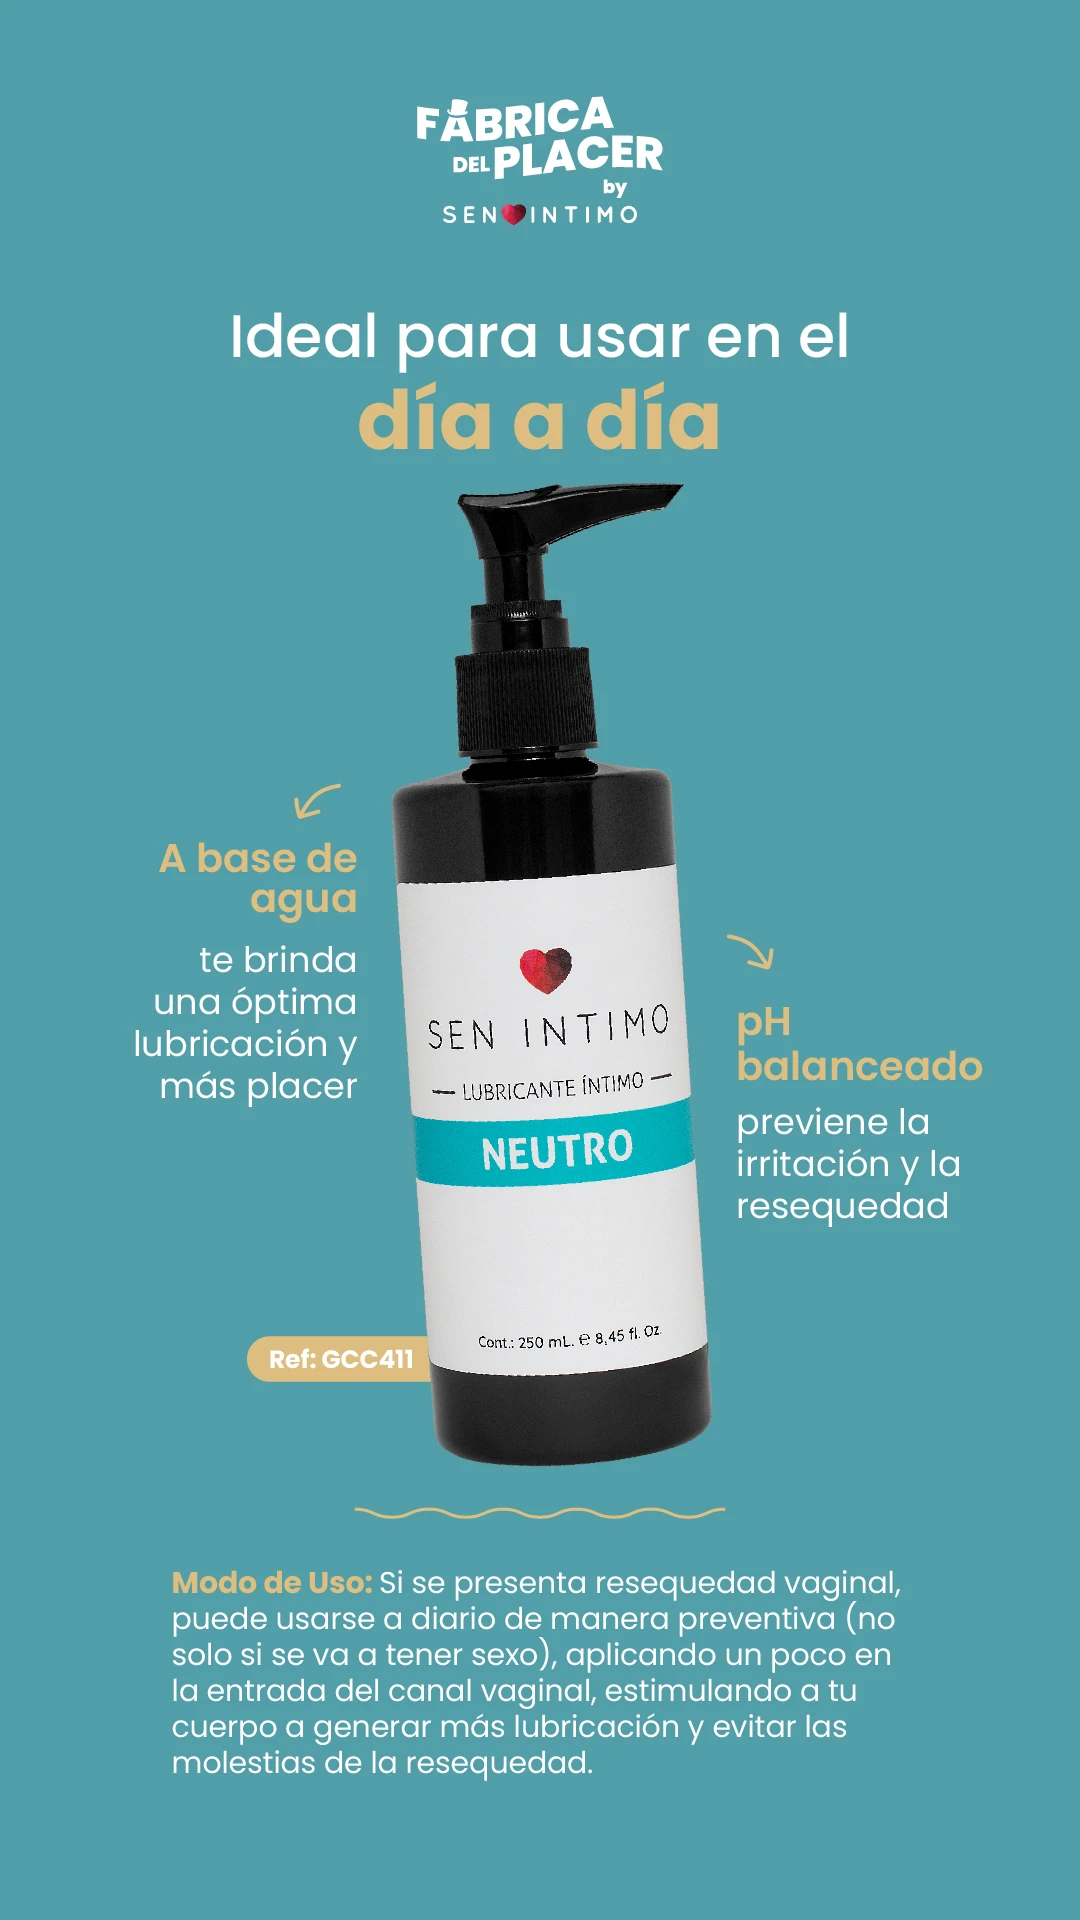 FÁBRICA
DEL PLACER
by
SEN INTIMO
Ideal para usar en el
día a día
A base de
agua
te brinda
una óptima
lubricación y
más placer
pH
balanceado
previene la
irritación y la
resequedad
SEN INTIMO
LUBRICANTE ÍNTIMO
NEUTRO
Cont.: 250 mL. ℮ 8,45 fl. Oz.
Ref: GCC411
Modo de Uso: Si se presenta resequedad vaginal,
puede usarse a diario de manera preventiva (no
solo si se va a tener sexo), aplicando un poco en
la entrada del canal vaginal, estimulando a tu
cuerpo a generar más lubricación y evitar las
molestias de la resequedad.